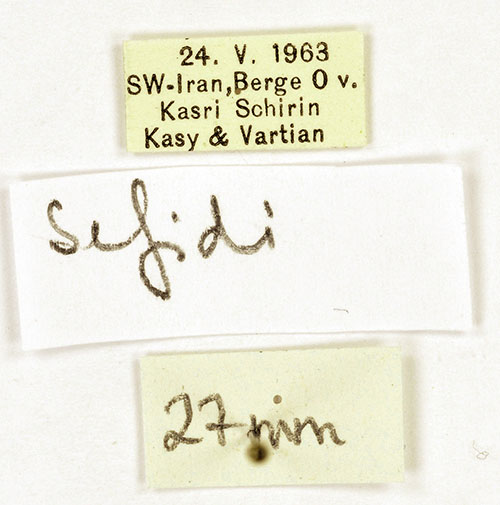 24. V. 1963
SW-Iran,Berge O v.
Kasri Schirin
Kasy & Vartian
sefidi
27mm